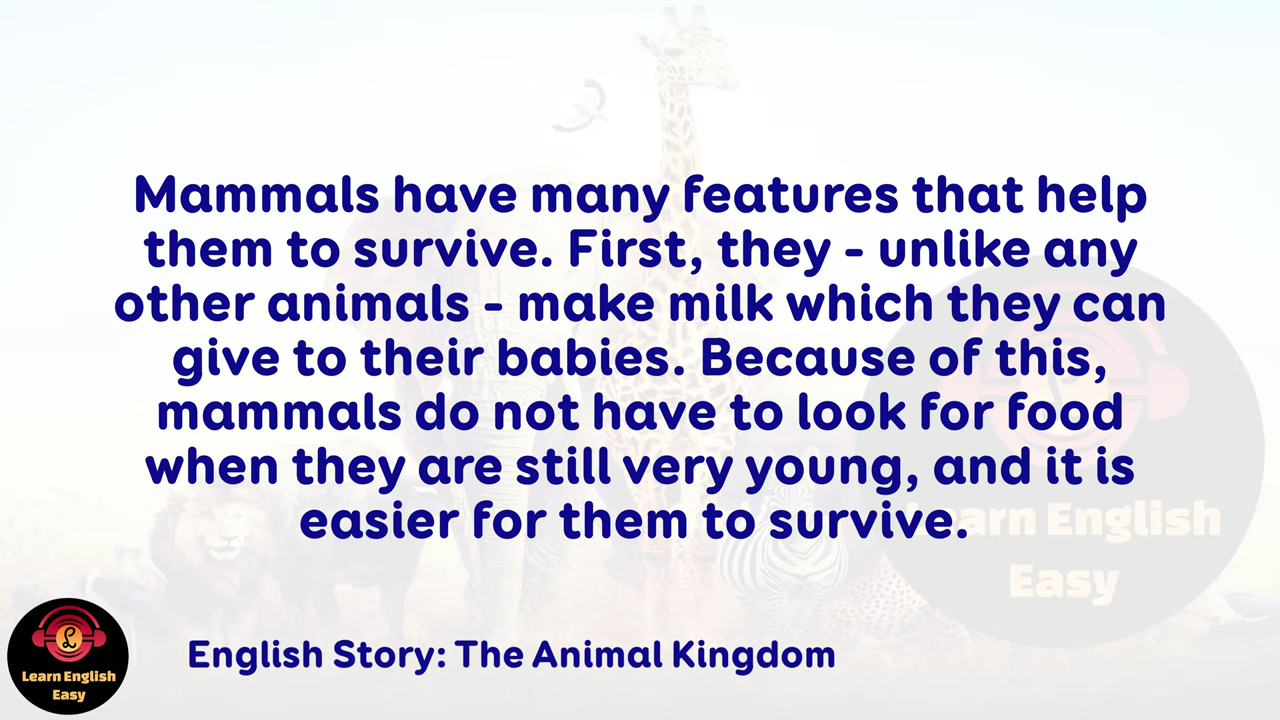 Mammals have many features that help
them to survive. First, they - unlike any
other animals - make milk which they can
give to their babies. Because of this,
mammals do not have to look for food
when they are still very young, and it is
easier for them to survive.
Learn English
Easy
English Story: The Animal Kingdom
L
Learn English
Easy